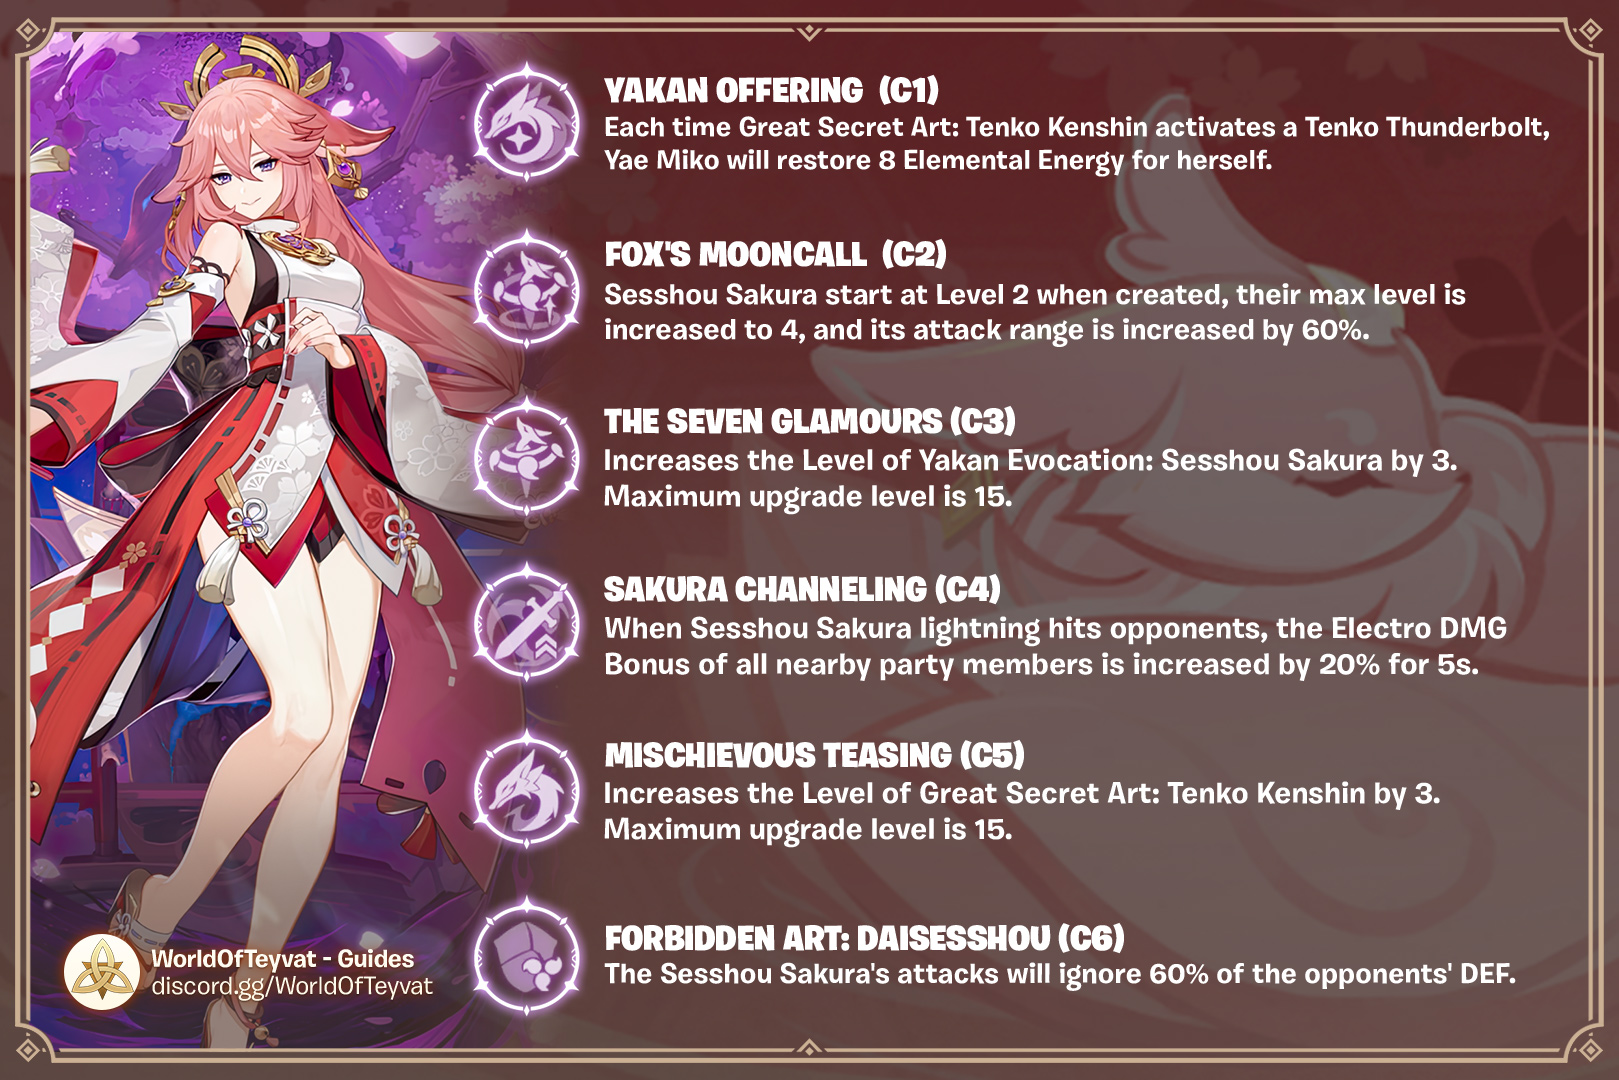 YAKAN OFFERING (C1)
Each time Great Secret Art: Tenko Kenshin activates a Tenko Thunderbolt,
Yae Miko will restore 8 Elemental Energy for herself.
FOX'S MOONCALL (C2)
Sesshou Sakura start at Level 2 when created, their max level is
increased to 4, and its attack range is increased by 60%.
THE SEVEN GLAMOURS (C3)
Increases the Level of Yakan Evocation: Sesshou Sakura by 3.
Maximum upgrade level is 15.
SAKURA CHANNELING (C4)
When Sesshou Sakura lightning hits opponents, the Electro DMG
Bonus of all nearby party members is increased by 20% for 5s.
MISCHIEVOUS TEASING (C5)
Increases the Level of Great Secret Art: Tenko Kenshin by 3.
Maximum upgrade level is 15.
FORBIDDEN ART: DAISESSHOU (C6)
The Sesshou Sakura's attacks will ignore 60% of the opponents' DEF.
WorldOfTeyvat - Guides
discord.gg/WorldOfTeyvat